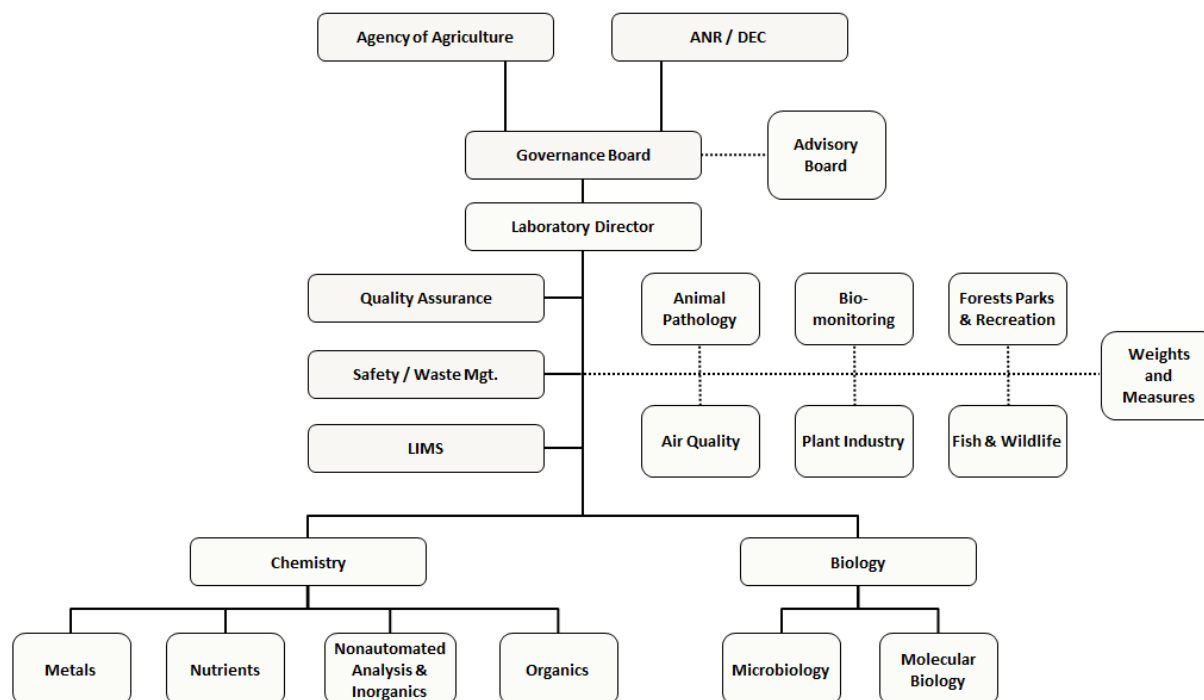 Agency of Agriculture
ANR / DEC
Governance Board
Advisory
Board
Laboratory Director
Quality Assurance
Animal
Pathology
Bio-
monitoring
Forests Parks
& Recreation
Safety / Waste Mgt.
Weights
and
Measures
LIMS
Air Quality
Plant Industry
Fish & Wildlife
Chemistry
Biology
Metals
Nutrients
Nonautomated
Analysis &
Inorganics
Organics
Microbiology
Molecular
Biology